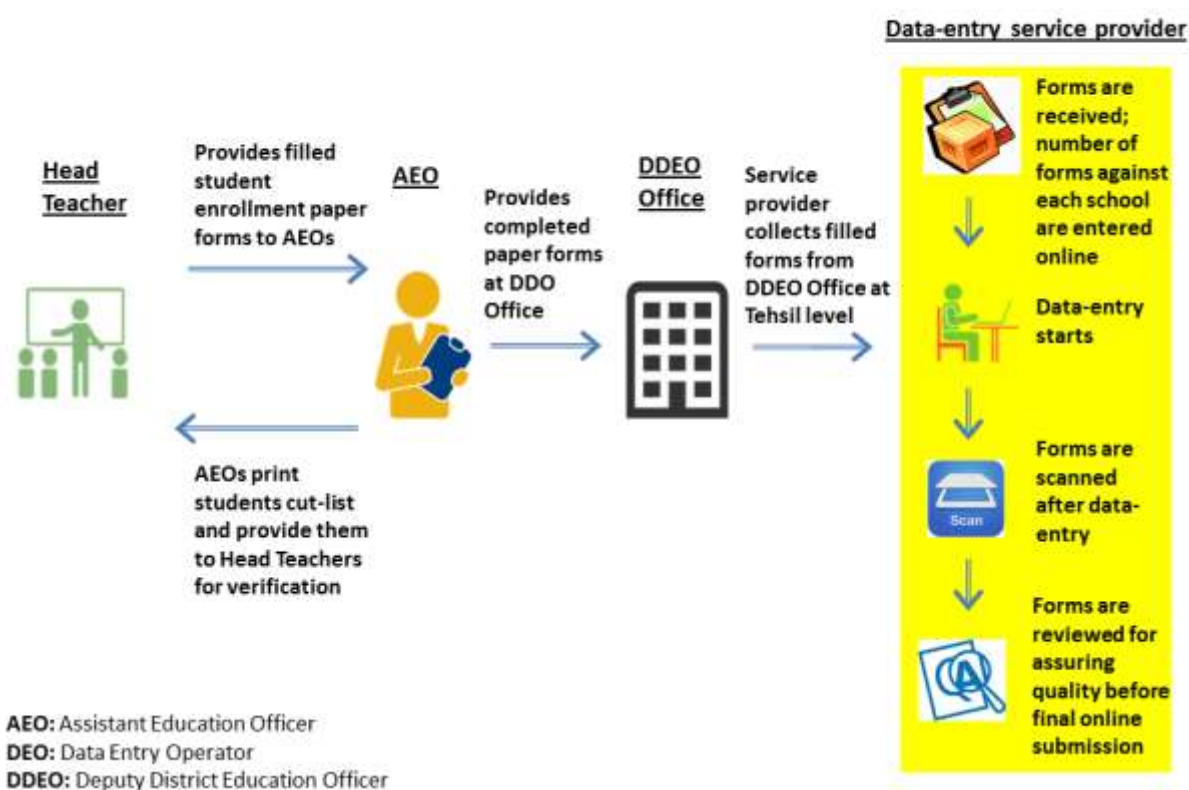 Data-entry service provider
Head
Teacher
Provides filled
student
enrollment paper
forms to AEOs
AEO
Provides
completed
paper forms
at DDO
Office
DDEO
Office
Service
provider
collects filled
forms from
DDEO Office at
Tehsil level
AEOs print
students cut-list
and provide them
to Head Teachers
for verification
Forms are
received;
number of
forms against
each school
are entered
online
Data-entry
starts
Scan
Forms are
scanned
after data-
entry
QA
Forms are
reviewed for
assuring
quality before
final online
submission
AEO: Assistant Education Officer
DEO: Data Entry Operator
DDEO: Deputy District Education Officer